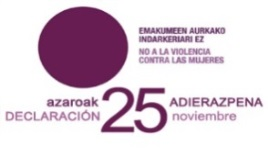 EMAKUMEEN AURKAKO
INDARKERIARI EZ
NO A LA VIOLENCIA
CONTRA LAS MUJERES
azaroak 25 ADIERAZPENA
DECLARACIÓN noviembre